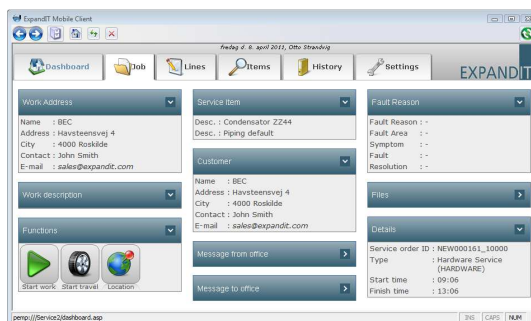 ExpandIT Mobile Client
fredag d. 8. april 2011, Otto Strandvig
Dashboard
Job
Lines
Items
History
Settings
EXPANDIT
Work Address
Name : BEC
Address : Havsteensvej 4
City : 4000 Roskilde
Contact : John Smith
E-mail : sales@expandit.com
Work description
Functions
Start work
Start travel
Location
Service Item
Desc. : Condensator ZZ44
Desc. : Piping default
Customer
Name : BEC
Address : Havsteensvej 4
City : 4000 Roskilde
Contact : John Smith
E-mail : sales@expandit.com
Message from office
Message to office
Fault Reason
Fault Reason : -
Fault Area : -
Symptom : -
Fault : -
Resolution : -
Files
Details
Service order ID : NEW000161_10000
Type : Hardware Service
(HARDWARE)
Start time : 09:06
Finish time : 13:06
pemp:///Service2/dashboard.asp
INS CAPS NUM